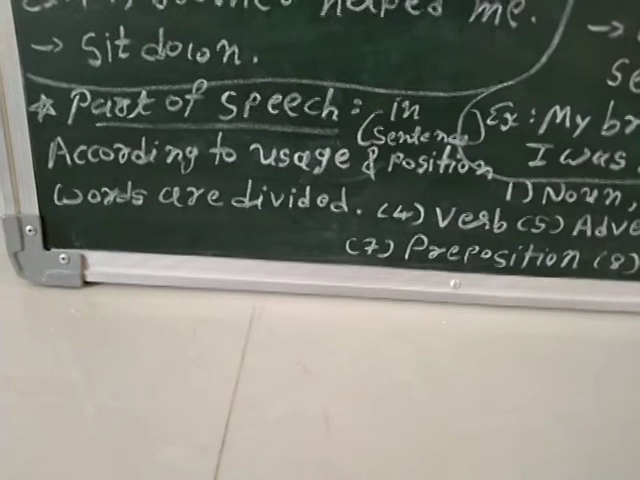 helped me.
→ Sit down.
→
Se
* Part of speech: in (sentence)
Ex: My br
According to usage & position
I was
words are divided.
1) Noun,
(4) Verb (5) Adve
(7) Preposition (8)